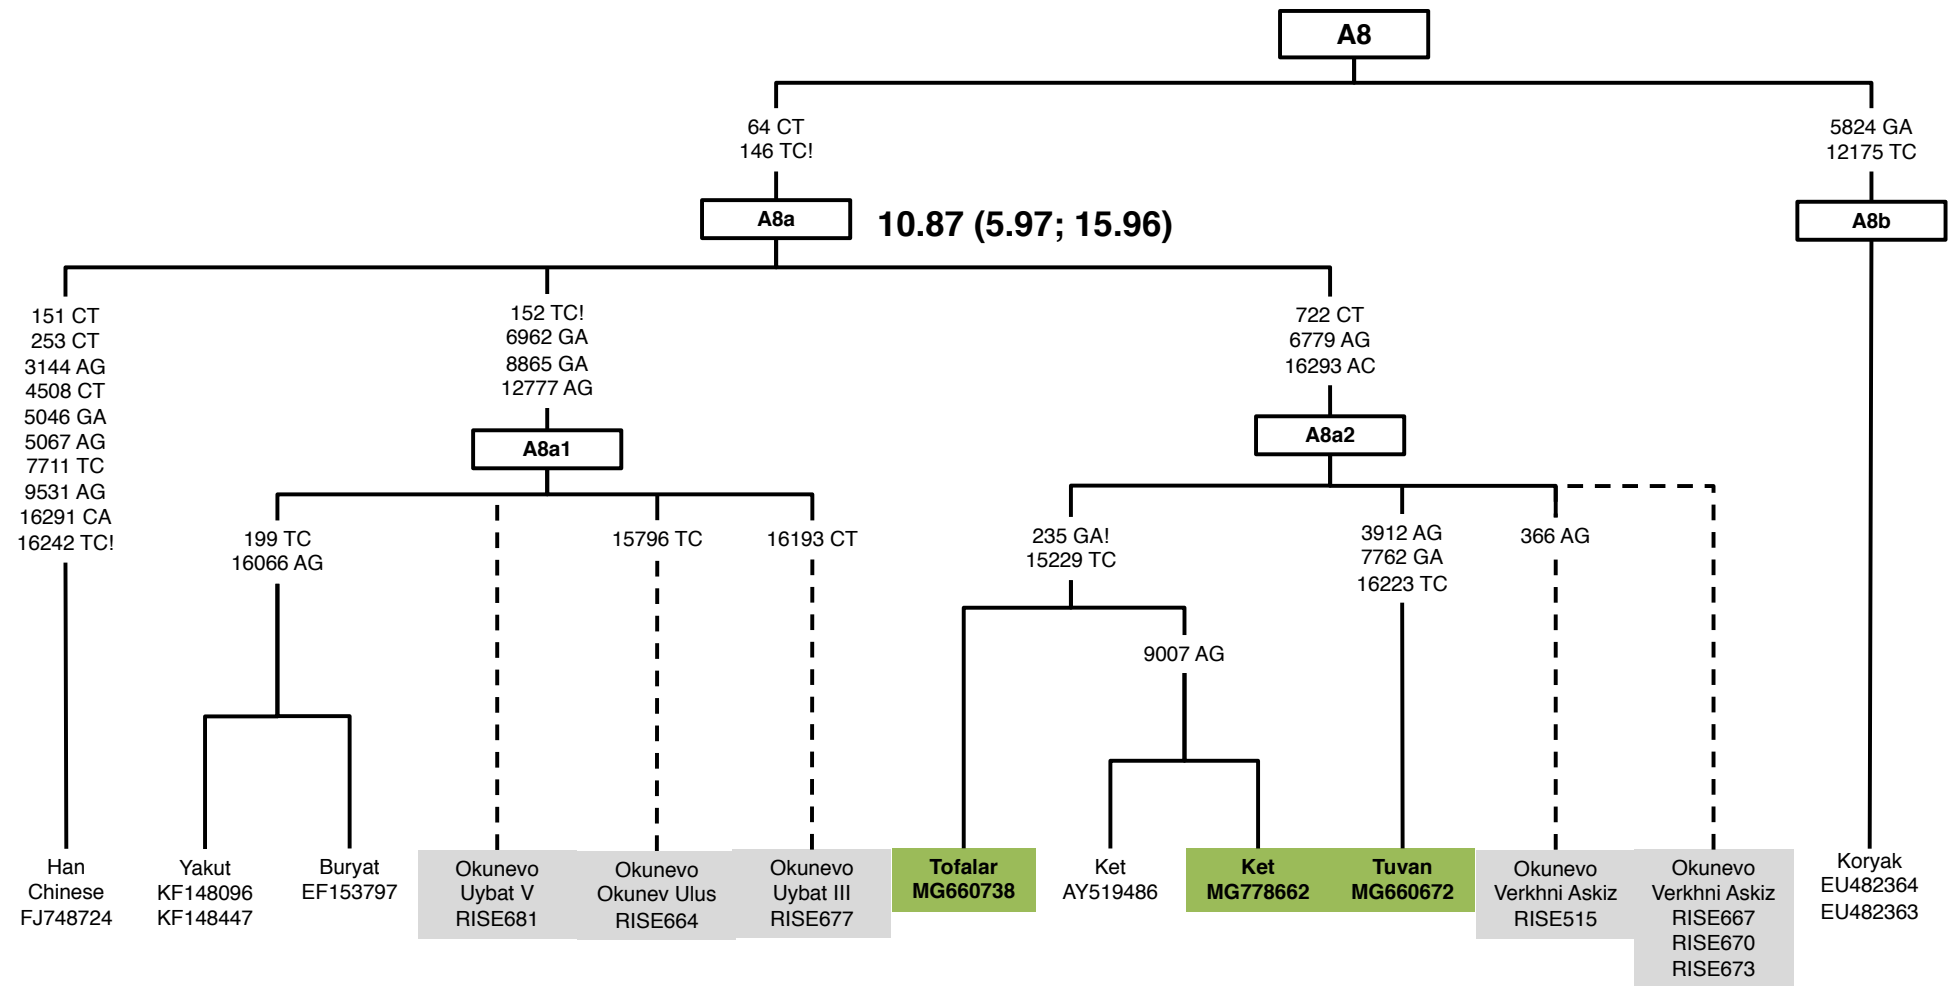 A8
64 CT
146 TC!
5824 GA
12175 TC
A8a
10.87 (5.97; 15.96)
A8b
151 CT
253 CT
3144 AG
4508 CT
5046 GA
5067 AG
7711 TC
9531 AG
16291 CA
16242 TC!
152 TC!
6962 GA
8865 GA
12777 AG
722 CT
6779 AG
16293 AC
A8a1
A8a2
199 TC
16066 AG
15796 TC
16193 CT
235 GA!
15229 TC
3912 AG
7762 GA
16223 TC
366 AG
9007 AG
Han
Chinese
FJ748724
Yakut
KF148096
KF148447
Buryat
EF153797
Okunevo
Uybat V
RISE681
Okunevo
Okunev Ulus
RISE664
Okunevo
Uybat III
RISE677
Tofalar
MG660738
Ket
AY519486
Ket
MG778662
Tuvan
MG660672
Okunevo
Verkhni Askiz
RISE515
Okunevo
Verkhni Askiz
RISE667
RISE670
RISE673
Koryak
EU482364
EU482363